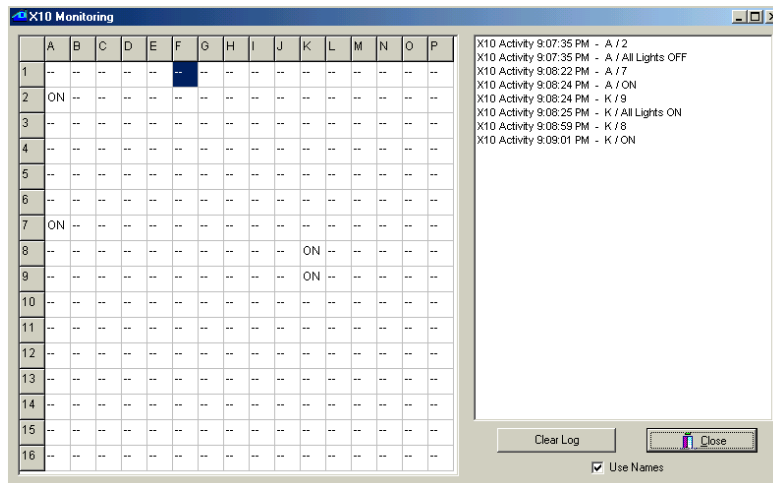 X10 Monitoring
A B C D E F G H I J K L M N O P
1 -- -- -- -- -- -- -- -- -- -- -- -- -- -- -- --
2 ON -- -- -- -- -- -- -- -- -- -- -- -- -- -- --
3 -- -- -- -- -- -- -- -- -- -- -- -- -- -- -- --
4 -- -- -- -- -- -- -- -- -- -- -- -- -- -- -- --
5 -- -- -- -- -- -- -- -- -- -- -- -- -- -- -- --
6 -- -- -- -- -- -- -- -- -- -- -- -- -- -- -- --
7 ON -- -- -- -- -- -- -- -- -- -- -- -- -- -- --
8 -- -- -- -- -- -- -- -- -- -- ON -- -- -- -- --
9 -- -- -- -- -- -- -- -- -- -- ON -- -- -- -- --
10 -- -- -- -- -- -- -- -- -- -- -- -- -- -- -- --
11 -- -- -- -- -- -- -- -- -- -- -- -- -- -- -- --
12 -- -- -- -- -- -- -- -- -- -- -- -- -- -- -- --
13 -- -- -- -- -- -- -- -- -- -- -- -- -- -- -- --
14 -- -- -- -- -- -- -- -- -- -- -- -- -- -- -- --
15 -- -- -- -- -- -- -- -- -- -- -- -- -- -- -- --
16 -- -- -- -- -- -- -- -- -- -- -- -- -- -- -- --
X10 Activity 9:07:35 PM - A / 2
X10 Activity 9:07:35 PM - A / All Lights OFF
X10 Activity 9:08:22 PM - A / 7
X10 Activity 9:08:24 PM - A / ON
X10 Activity 9:08:24 PM - K / 9
X10 Activity 9:08:25 PM - K / All Lights ON
X10 Activity 9:08:59 PM - K / 8
X10 Activity 9:09:01 PM - K / ON
Clear Log
Close
Use Names